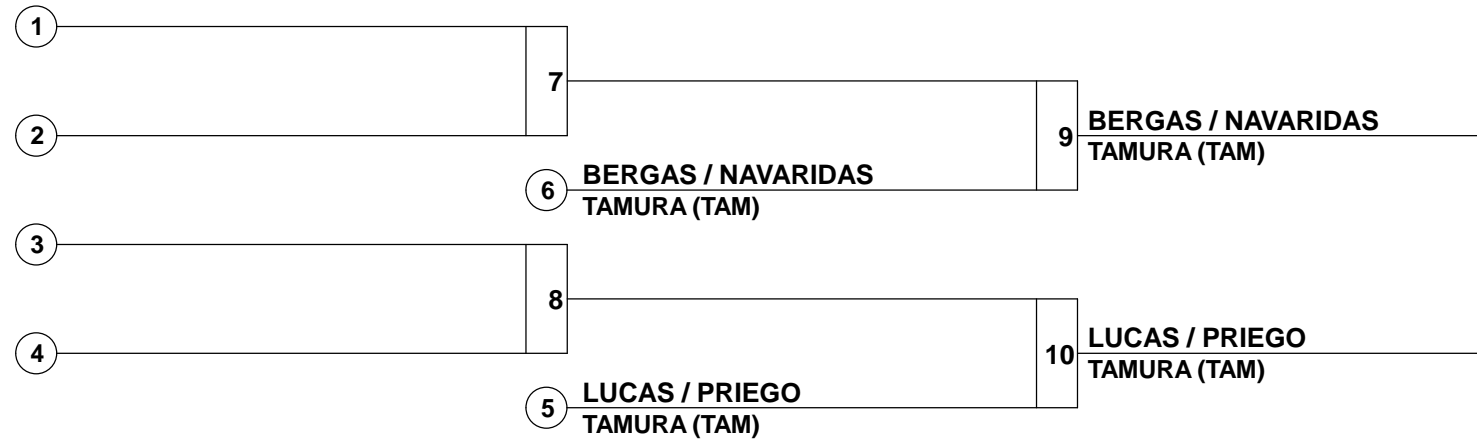 1
7
2
9
BERGAS / NAVARIDAS
TAMURA (TAM)
6
BERGAS / NAVARIDAS
TAMURA (TAM)
3
8
4
10
LUCAS / PRIEGO
TAMURA (TAM)
5
LUCAS / PRIEGO
TAMURA (TAM)